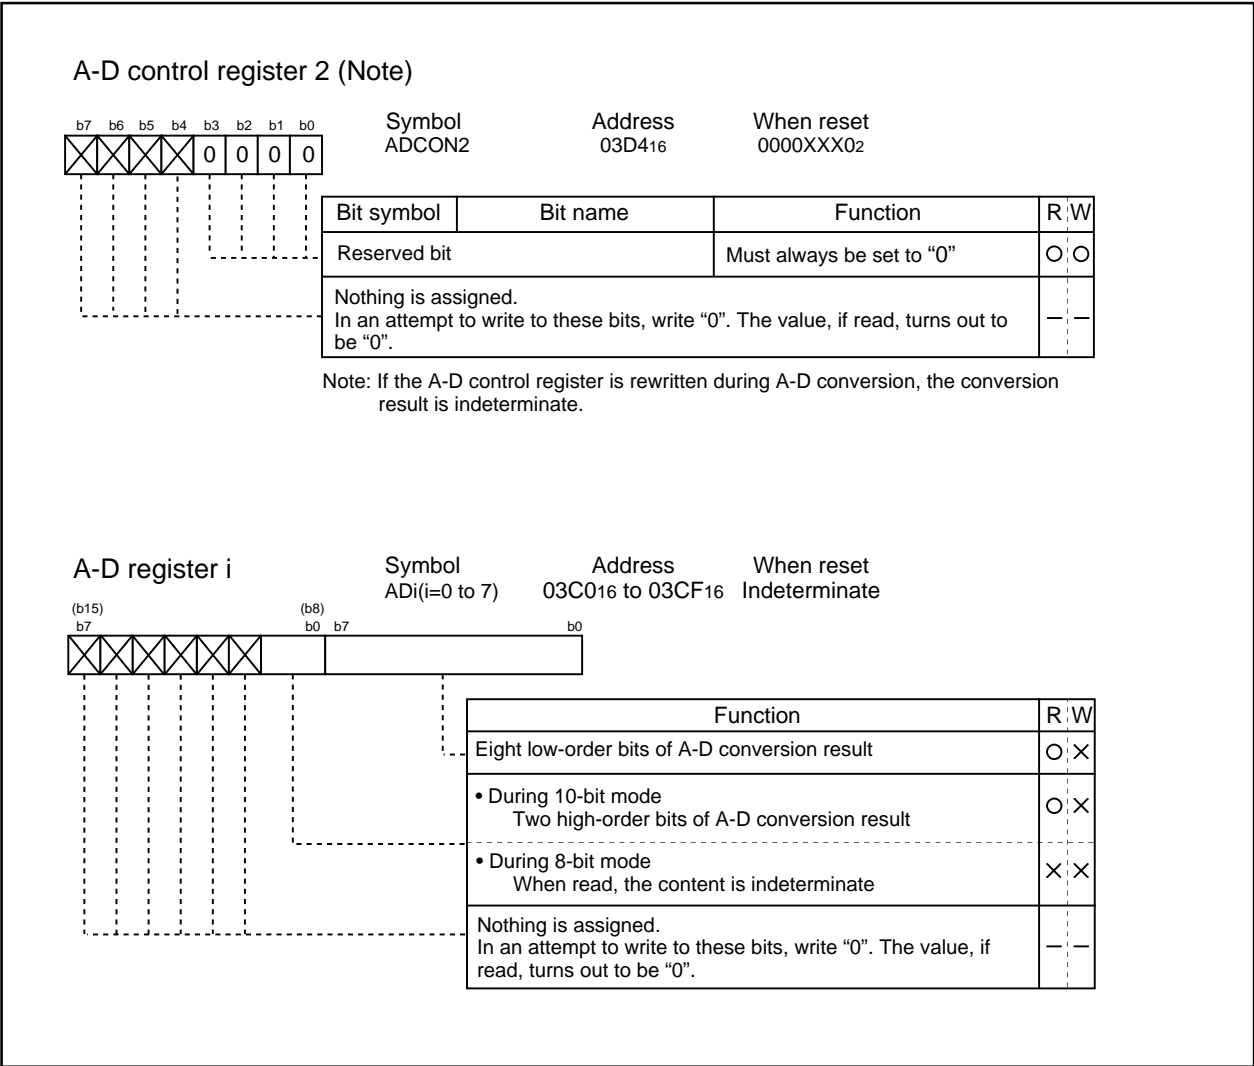 A-D control register 2 (Note)
b7 b6 b5 b4 b3 b2 b1 b0
0 0 0 0
Symbol Address When reset
ADCON2 03D416 0000XXX02
Bit symbol Bit name Function R W
Reserved bit Must always be set to “0”
Nothing is assigned.
In an attempt to write to these bits, write “0”. The value, if read, turns out to
be “0”.
Note: If the A-D control register is rewritten during A-D conversion, the conversion
result is indeterminate.
A-D register i
Symbol Address When reset
ADi(i=0 to 7) 03C016 to 03CF16 Indeterminate
(b15) (b8)
b7 b0 b7 b0
Function R W
Eight low-order bits of A-D conversion result
• During 10-bit mode
Two high-order bits of A-D conversion result
• During 8-bit mode
When read, the content is indeterminate
Nothing is assigned.
In an attempt to write to these bits, write “0”. The value, if
read, turns out to be “0”.